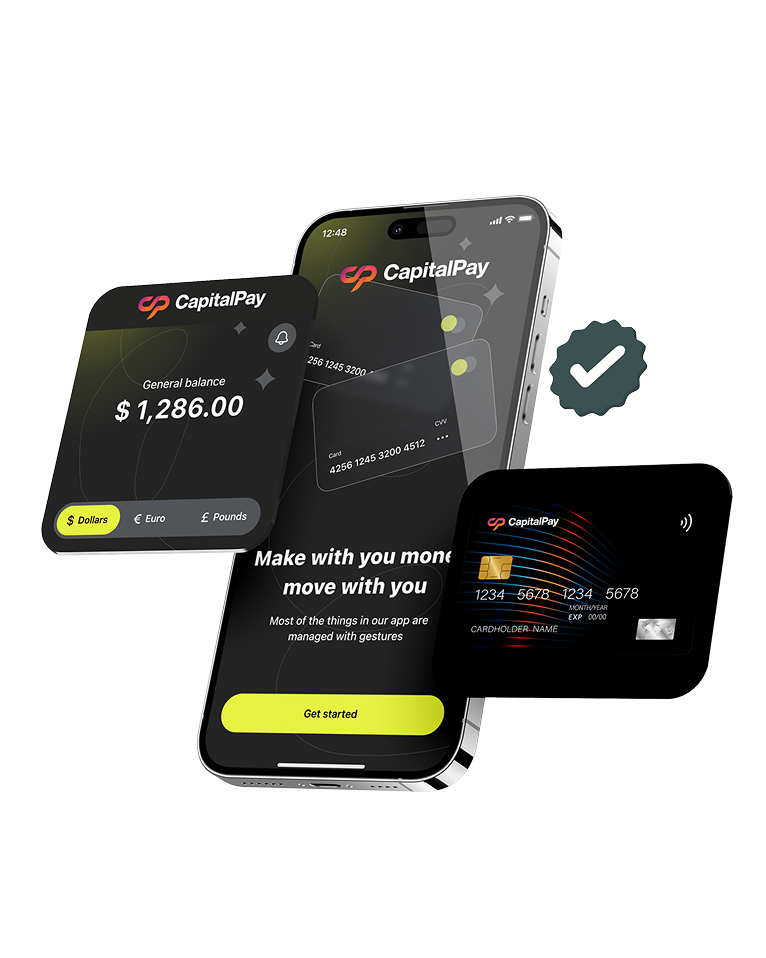 12:48
CapitalPay
Card
256 1245 3200
Card
CVV
4256 1245 3200 4512
Make with you mone
move with you
Most of the things in our app are
managed with gestures
Get started
CapitalPay
General balance
$ 1,286.00
$ Dollars
€ Euro
£ Pounds
CapitalPay
1234 5678 1234 5678
MONTH/YEAR
EXP 00/00
CARDHOLDER NAME